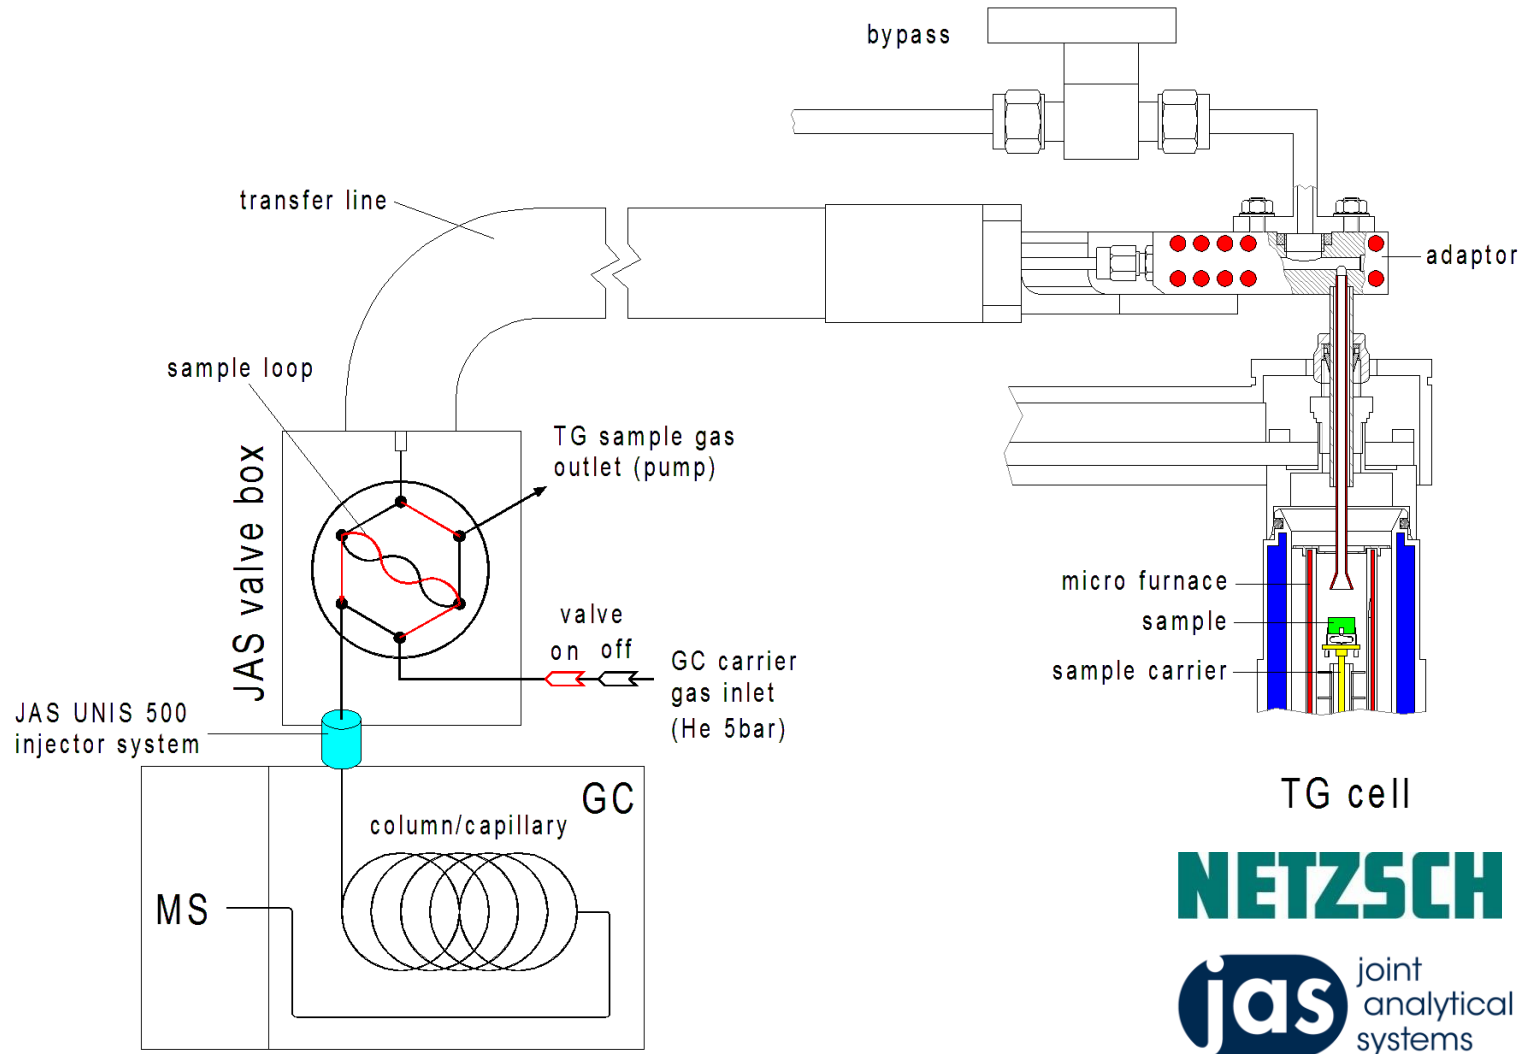 bypass
transfer line
adaptor
sample loop
TG sample gas
outlet (pump)
JAS valve box
valve
on off
GC carrier
gas inlet
(He 5bar)
micro furnace
sample
sample carrier
JAS UNIS 500
injector system
GC
column/capillary
MS
TG cell
NETZSCH
jas
joint
analytical
systems